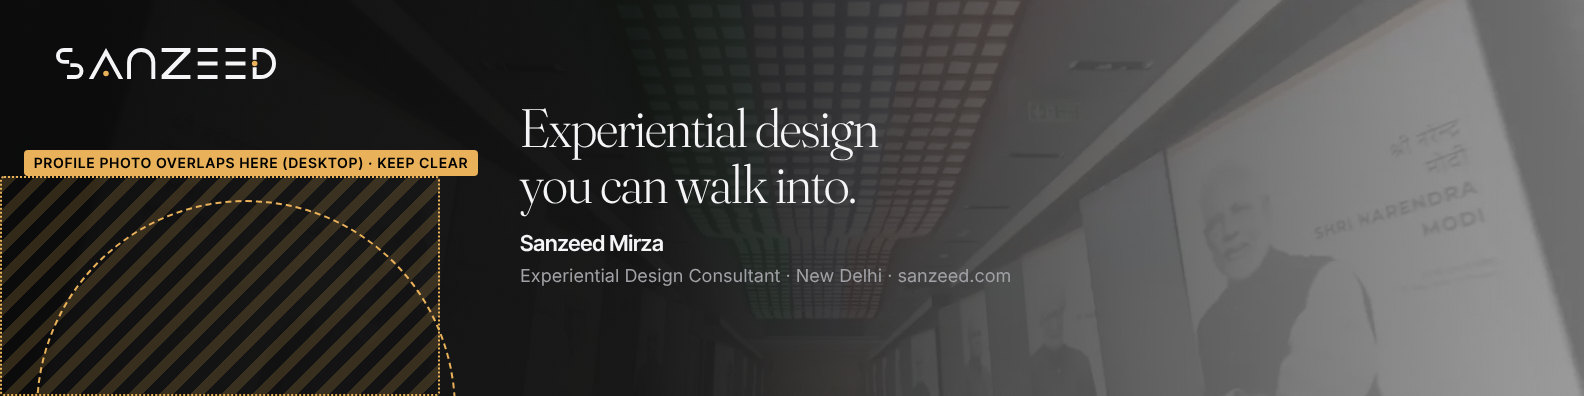 SANZEED
PROFILE PHOTO OVERLAPS HERE (DESKTOP) · KEEP CLEAR
Experiential design
you can walk into.
Sanzeed Mirza
Experiential Design Consultant · New Delhi · sanzeed.com
श्री नरेन्द्र
मोदी
SHRI NARENDRA
MODI